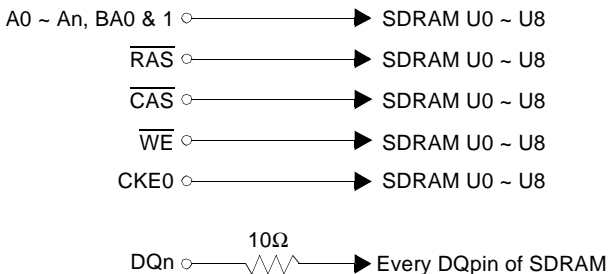 A0 ~ An, BA0 & 1 SDRAM U0 ~ U8
RAS SDRAM U0 ~ U8
CAS SDRAM U0 ~ U8
WE SDRAM U0 ~ U8
CKE0 SDRAM U0 ~ U8
10Ω
DQn Every DQpin of SDRAM